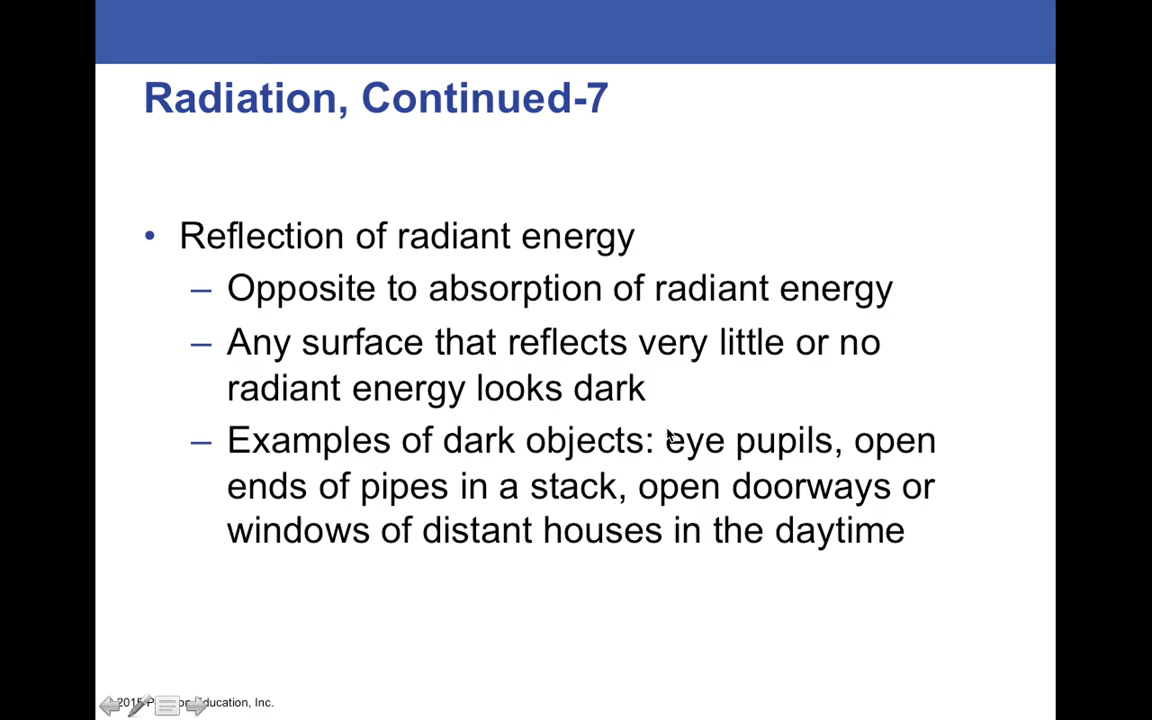 Radiation, Continued-7
• Reflection of radiant energy
– Opposite to absorption of radiant energy
– Any surface that reflects very little or no
radiant energy looks dark
– Examples of dark objects: eye pupils, open
ends of pipes in a stack, open doorways or
windows of distant houses in the daytime
2015 Education, Inc.